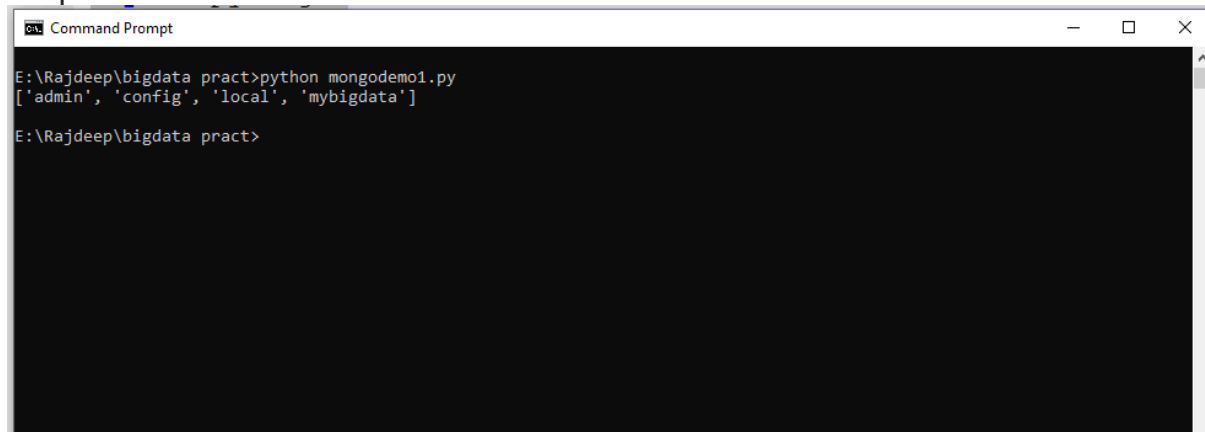 Command Prompt
E:\Rajdeep\bigdata pract>python mongodemo1.py
['admin', 'config', 'local', 'mybigdata']
E:\Rajdeep\bigdata pract>